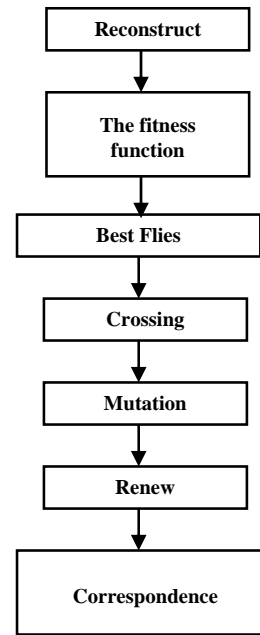 Reconstruct
The fitness
function
Best Flies
Crossing
Mutation
Renew
Correspondence